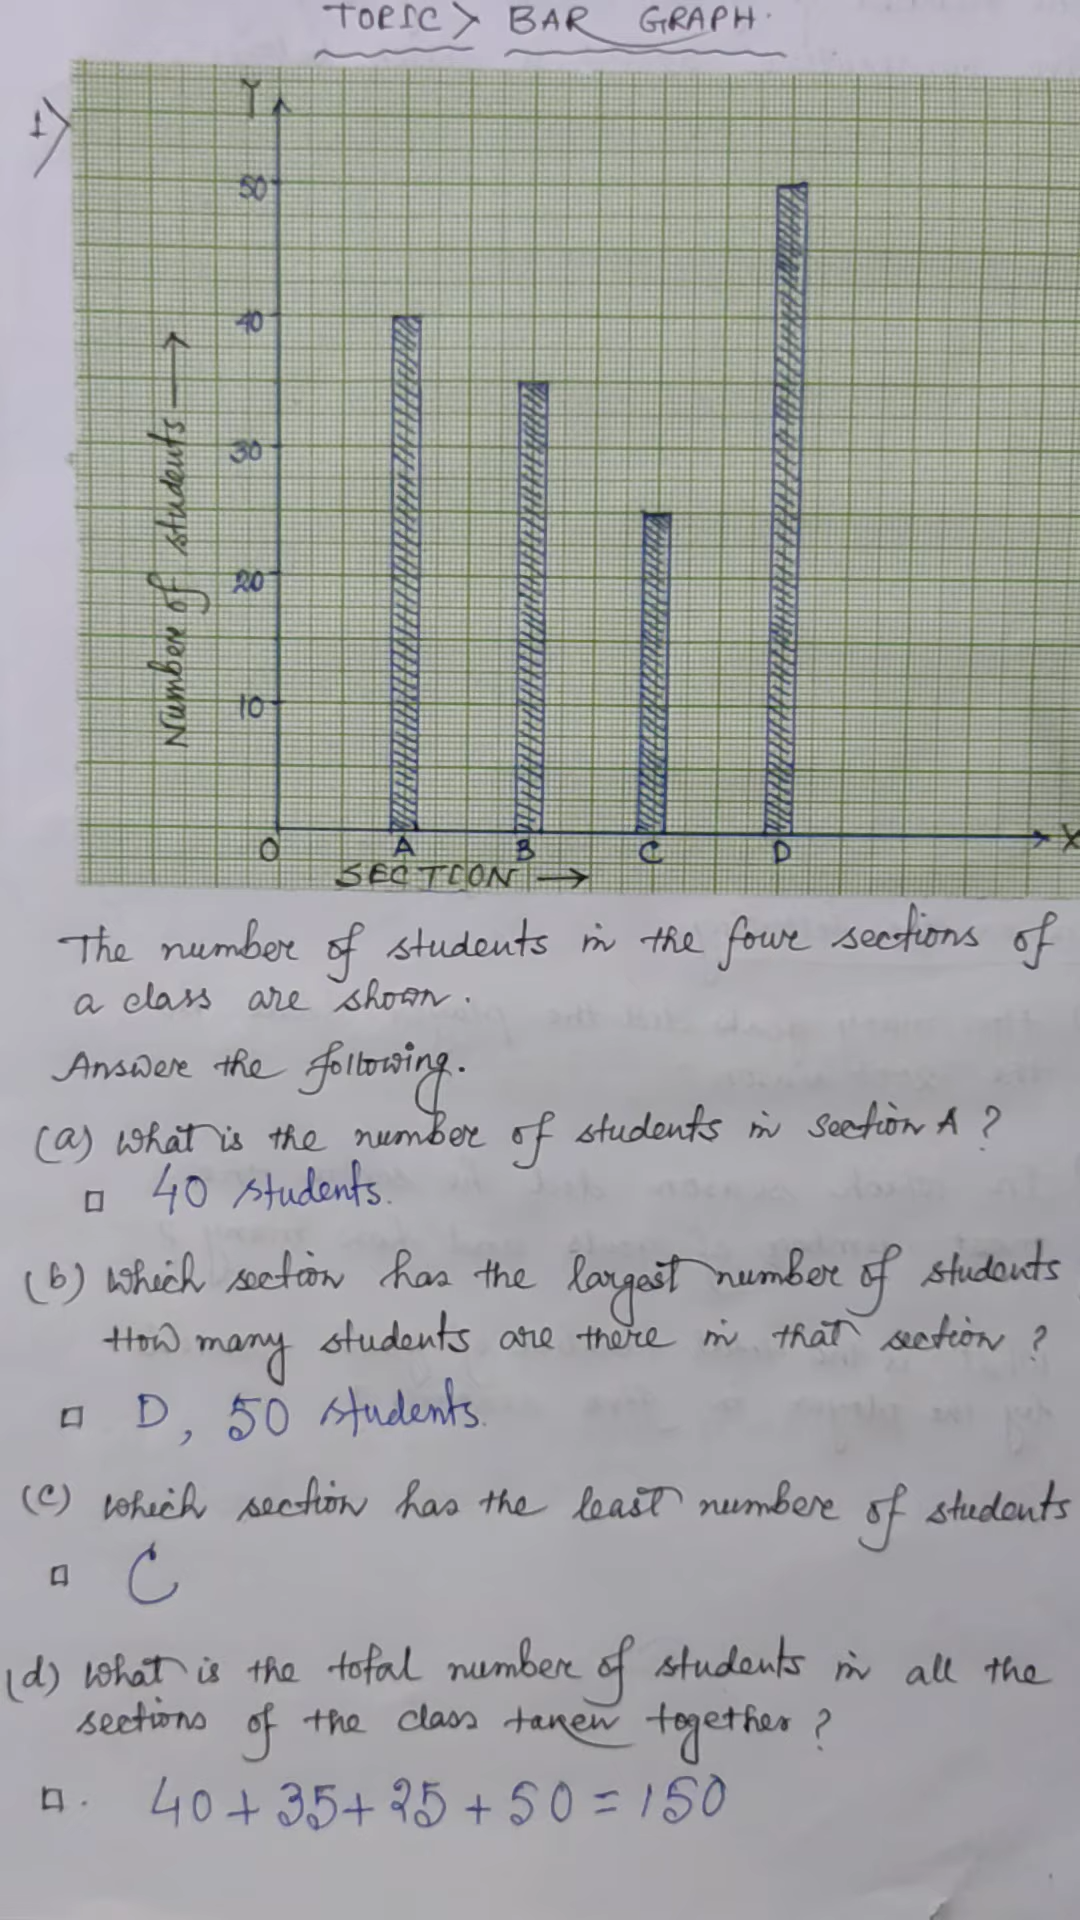 TOPIC > BAR GRAPH.
1)
Y
50
40
30
20
10
O
A B C D
X
Number of students →
SECTION →
The number of students in the four sections of
a class are shown.
Answer the following.
(a) What is the number of students in section A ?
□ 40 students.
(b) Which section has the largest number of students
How many students are there in that section ?
□ D, 50 students.
(c) Which section has the least number of students
□ C
(d) What is the total number of students in all the
sections of the class taken together ?
□. 40 + 35 + 25 + 50 = 150